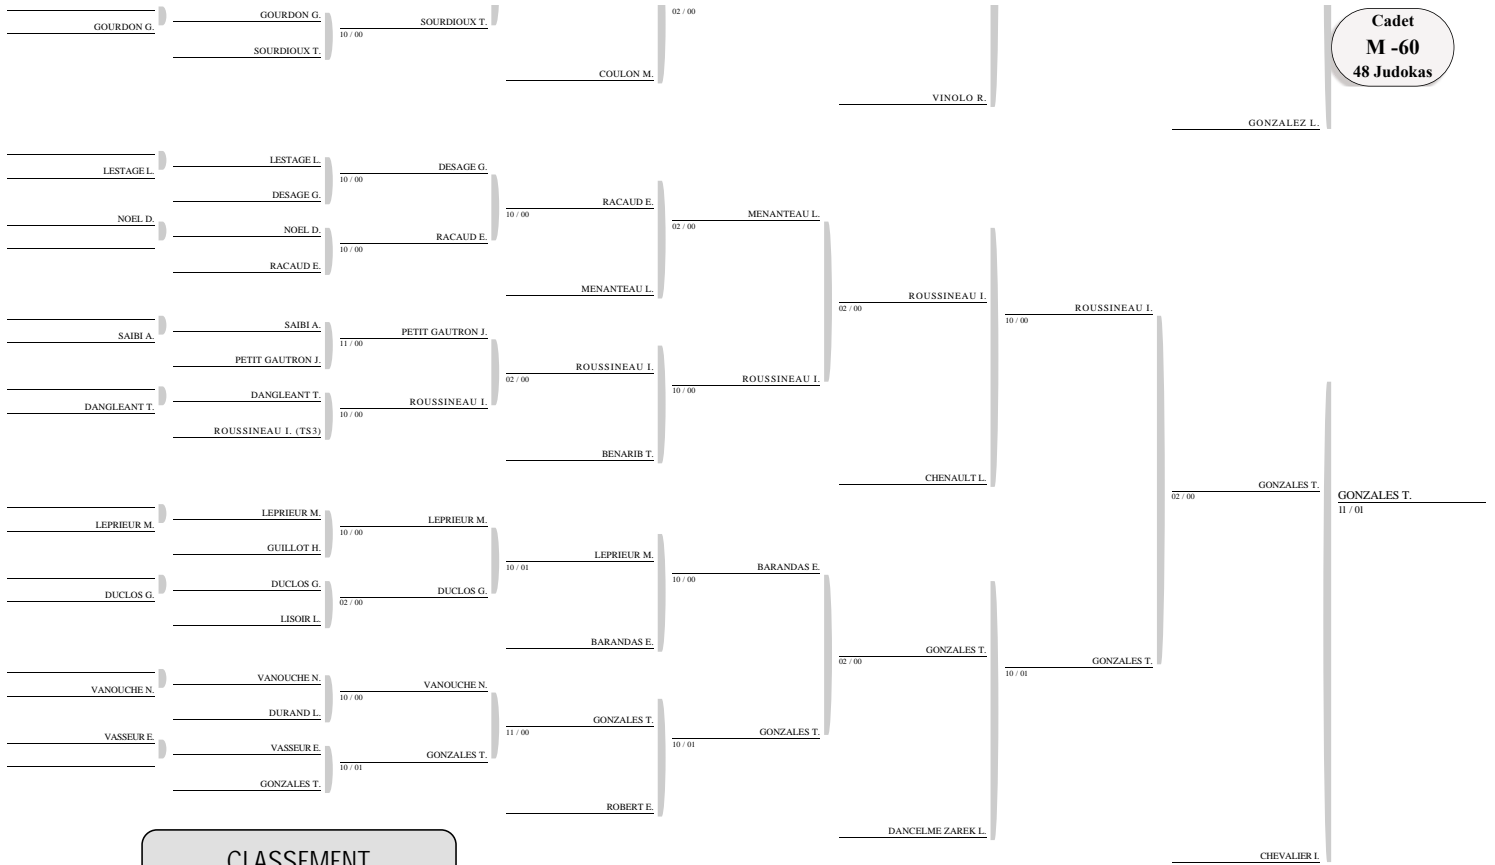 GOURDON G.
GOURDON G.
SOURDIOUX T.
10 / 00
SOURDIOUX T.
COULON M.
02 / 00
VINOLO R.
GONZALEZ L.
Cadet
M -60
48 Judokas
LESTAGE L.
LESTAGE L.
DESAGE G.
10 / 00
DESAGE G.
NOEL D.
NOEL D.
RACAUD E.
10 / 00
RACAUD E.
10 / 00
RACAUD E.
MENANTEAU L.
02 / 00
MENANTEAU L.
SAIBI A.
SAIBI A.
PETIT GAUTRON J.
11 / 00
PETIT GAUTRON J.
DANGLEANT T.
DANGLEANT T.
ROUSSINEAU I. (TS3)
10 / 00
ROUSSINEAU I.
02 / 00
ROUSSINEAU I.
BENARIB T.
10 / 00
ROUSSINEAU I.
02 / 00
ROUSSINEAU I.
CHENAULT L.
10 / 00
ROUSSINEAU I.
LEPRIEUR M.
LEPRIEUR M.
GUILLOT H.
10 / 00
LEPRIEUR M.
DUCLOS G.
DUCLOS G.
LISOIR L.
02 / 00
DUCLOS G.
10 / 01
LEPRIEUR M.
BARANDAS E.
10 / 00
BARANDAS E.
VANOUCHE N.
VANOUCHE N.
DURAND L.
10 / 00
VANOUCHE N.
VASSEUR E.
VASSEUR E.
GONZALES T.
10 / 01
GONZALES T.
11 / 00
GONZALES T.
ROBERT E.
10 / 01
GONZALES T.
02 / 00
GONZALES T.
DANCELME ZAREK L.
10 / 01
GONZALES T.
02 / 00
GONZALES T.
CHEVALIER I.
GONZALES T.
11 / 01
CLASSEMENT